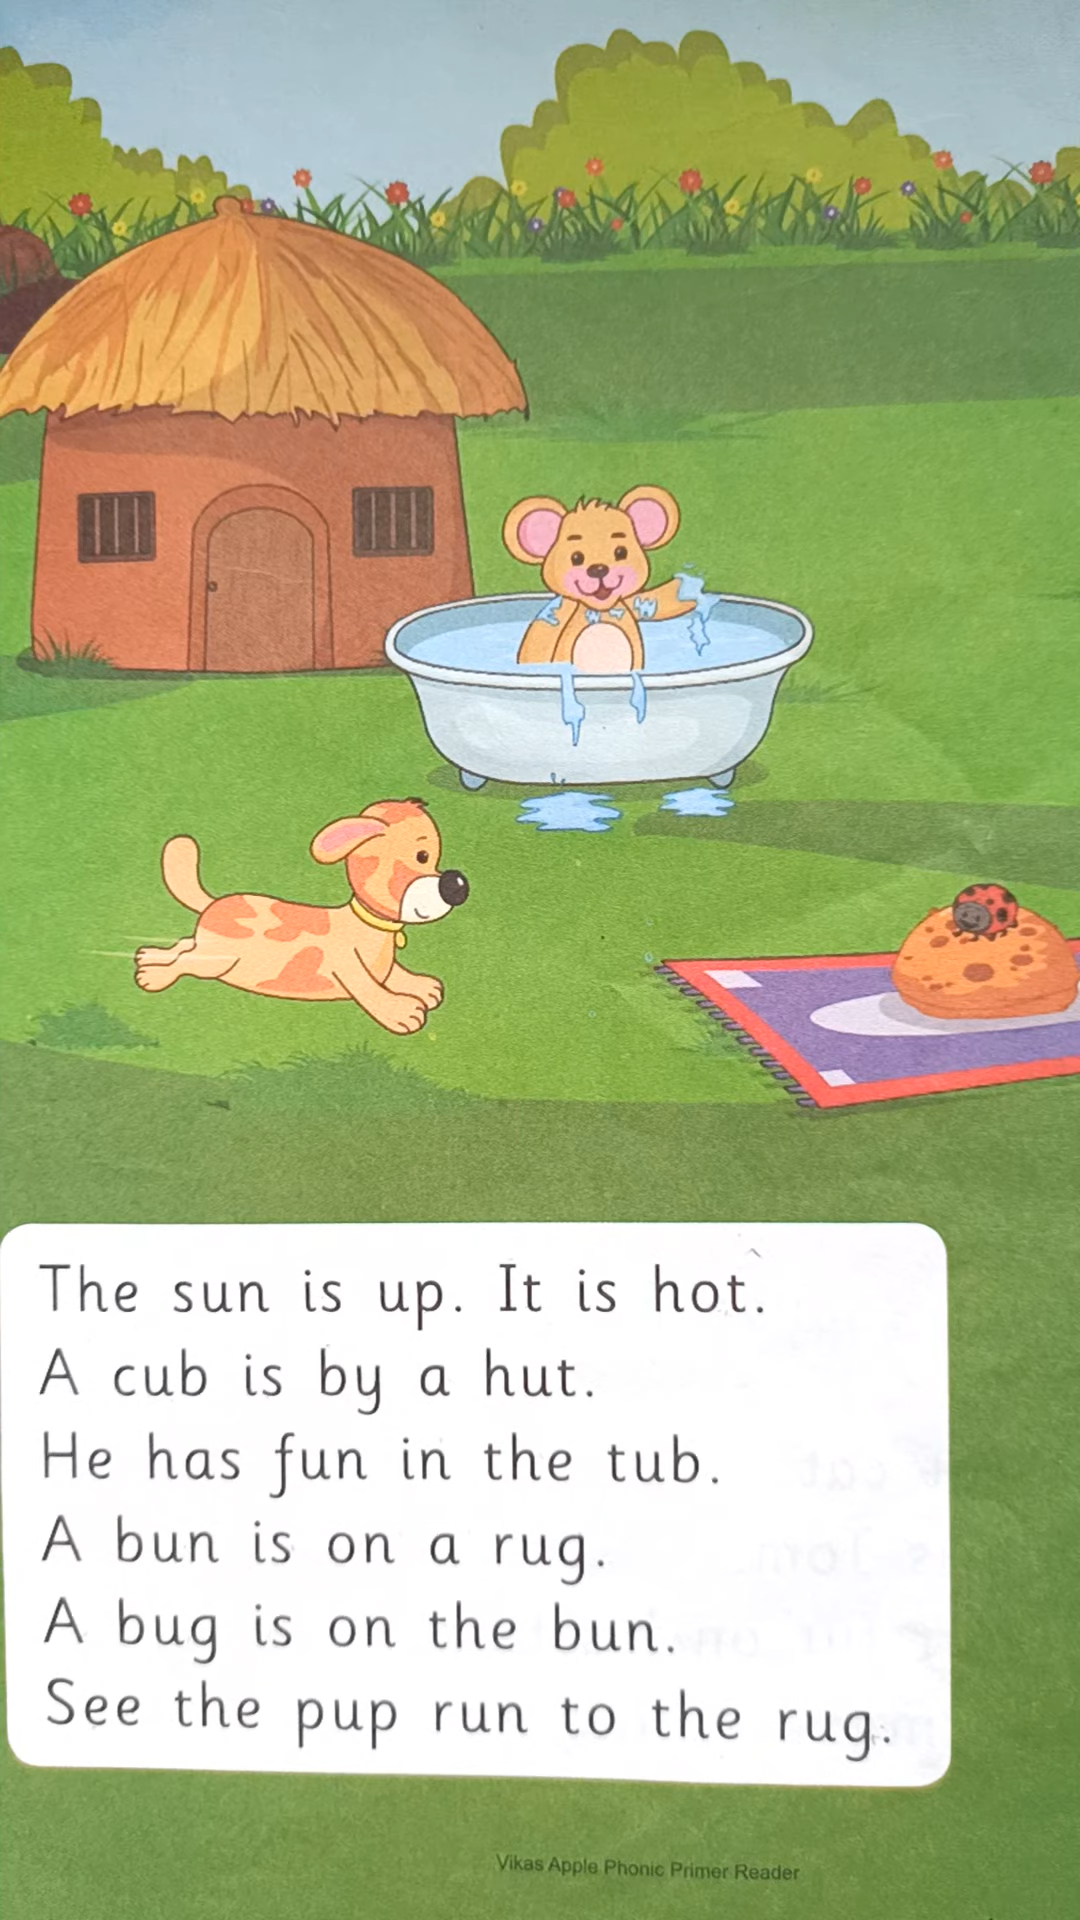 The sun is up. It is hot.
A cub is by a hut.
He has fun in the tub.
A bun is on a rug.
A bug is on the bun.
See the pup run to the rug.
Vikas Apple Phonic Primer Reader